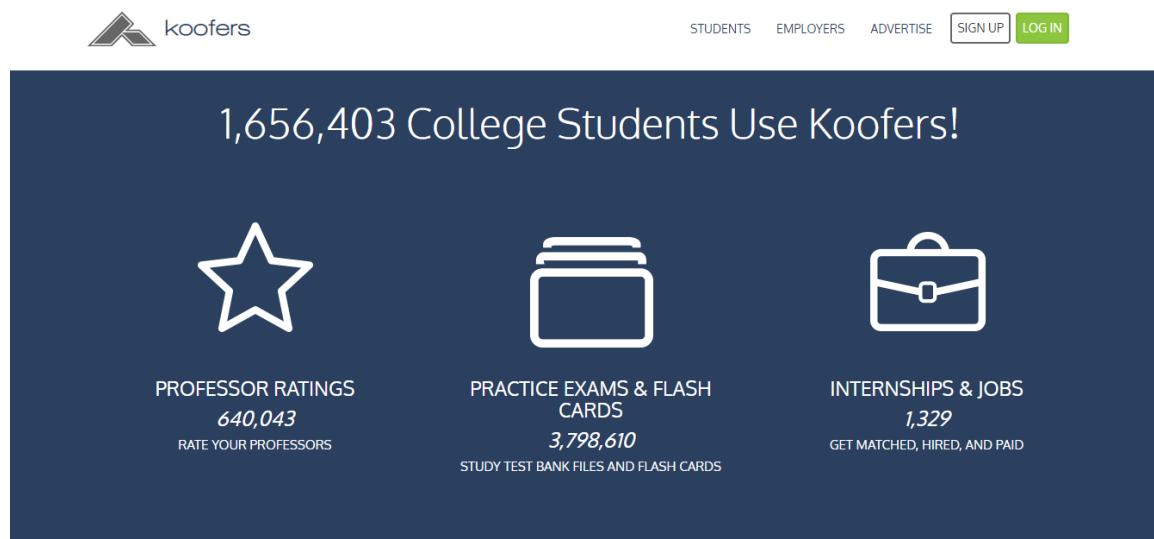 koofers
STUDENTS EMPLOYERS ADVERTISE SIGN UP LOG IN
1,656,403 College Students Use Koofers!
PROFESSOR RATINGS
640,043
RATE YOUR PROFESSORS
PRACTICE EXAMS & FLASH
CARDS
3,798,610
STUDY TEST BANK FILES AND FLASH CARDS
INTERNSHIPS & JOBS
1,329
GET MATCHED, HIRED, AND PAID